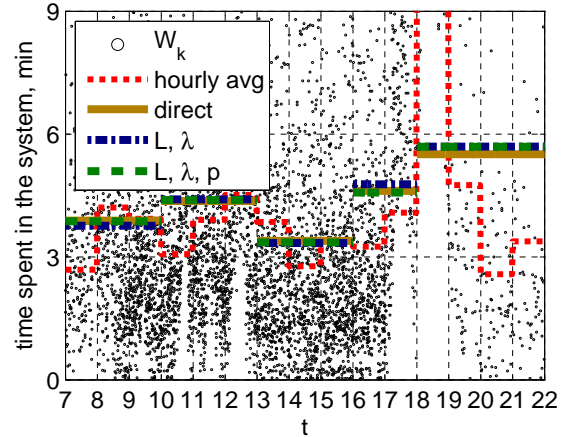 time spent in the system, min
9
6
3
0
W_k
hourly avg
direct
L, λ
L, λ, p
7 8 9 10 11 12 13 14 15 16 17 18 19 20 21 22
t